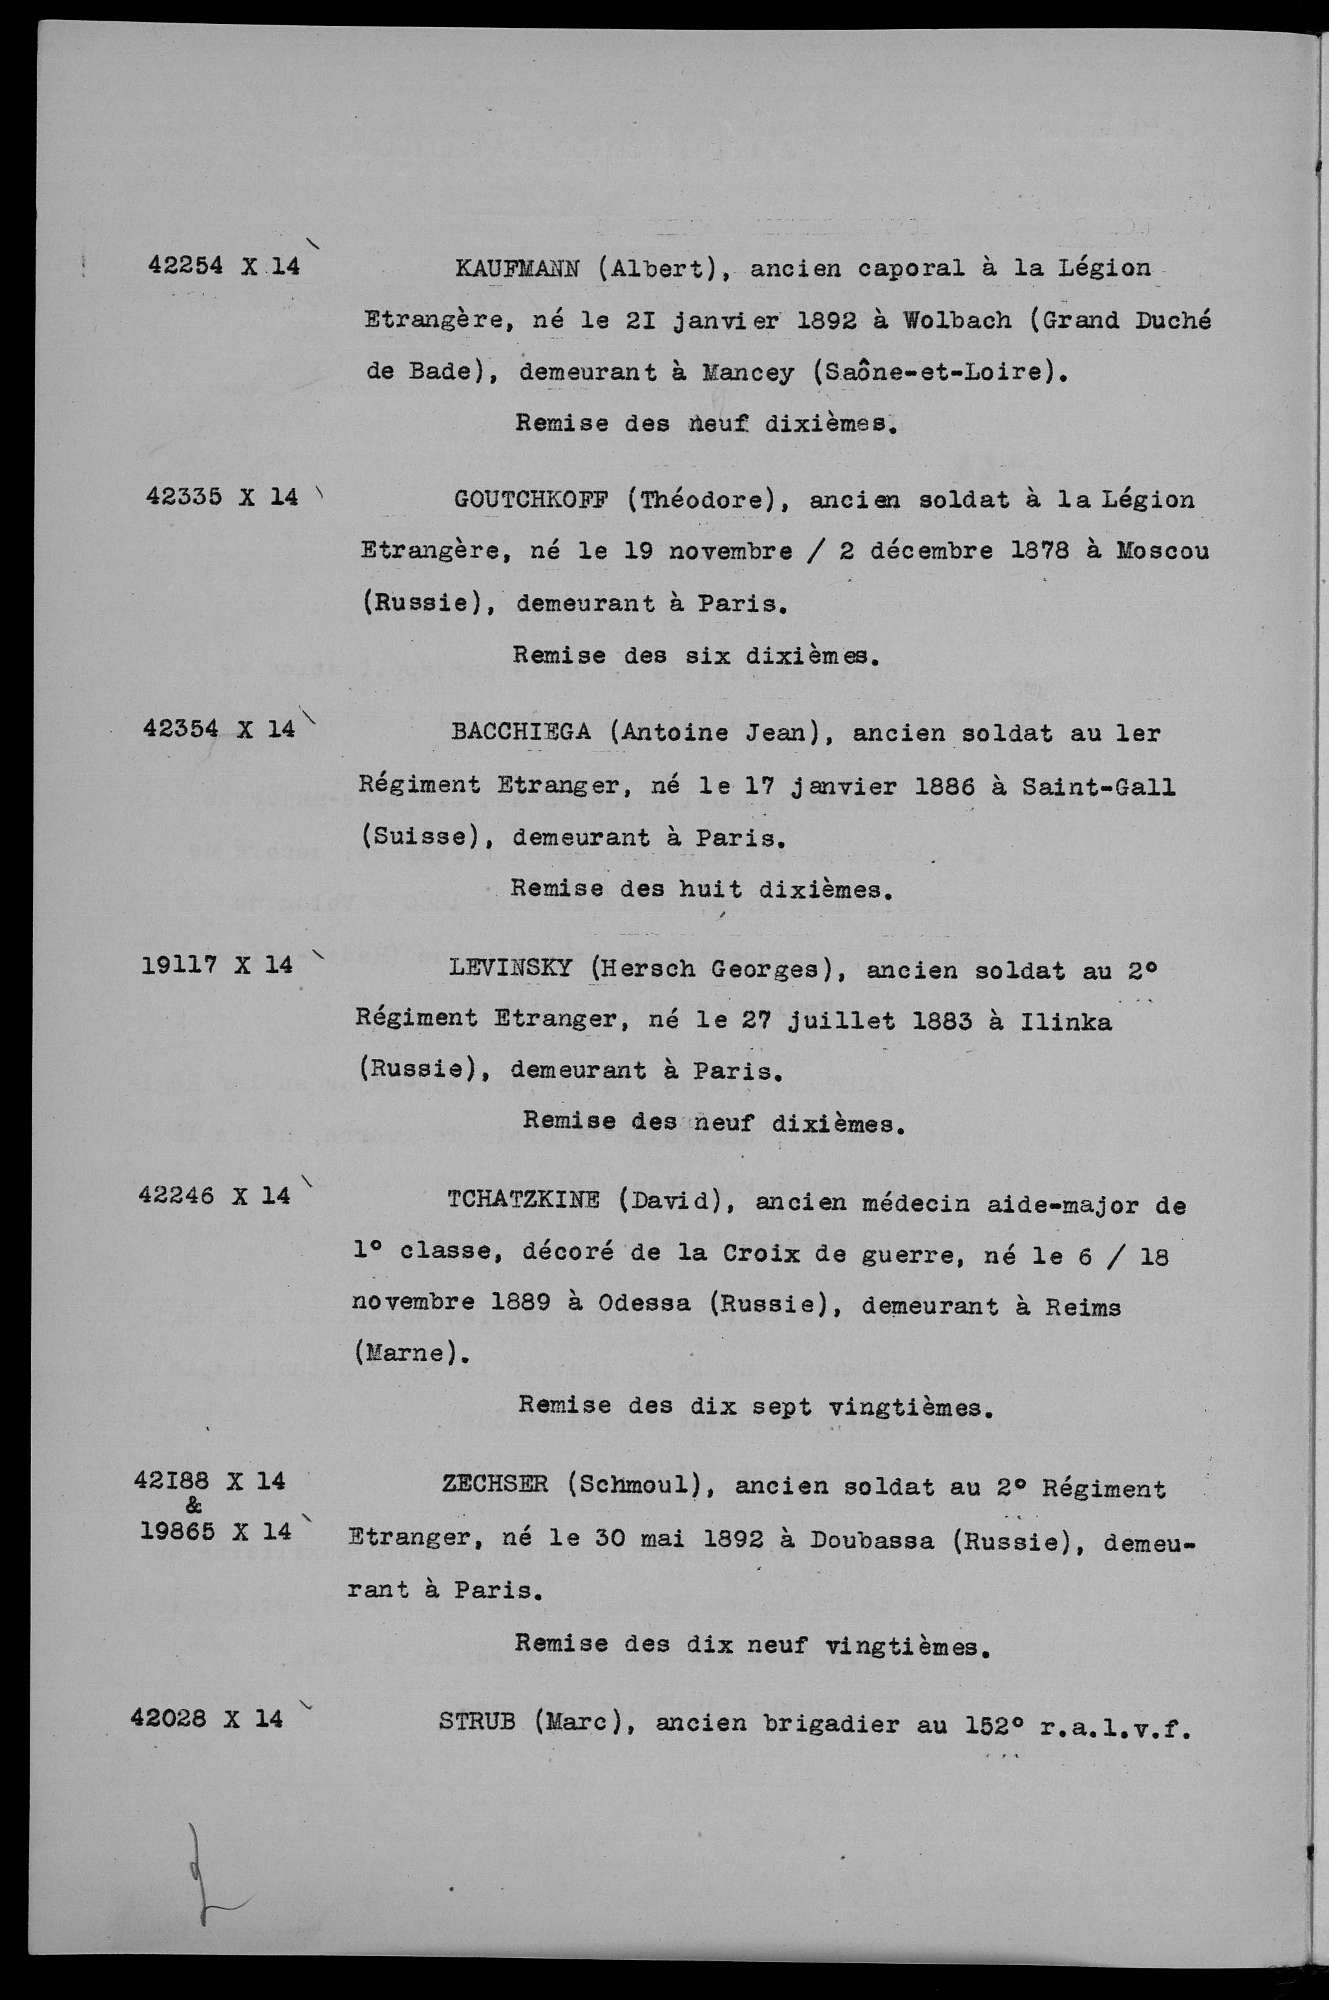 42254 X 14 KAUFMANN (Albert), ancien caporal à la Légion
Etrangère, né le 2I janvier 1892 à Wolbach (Grand Duché
de Bade), demeurant à Mancey (Saône-et-Loire).
Remise des neuf dixièmes.
42335 X 14 GOUTCHKOFF (Théodore), ancien soldat à la Légion
Etrangère, né le 19 novembre / 2 décembre 1878 à Moscou
(Russie), demeurant à Paris.
Remise des six dixièmes.
42354 X 14 BACCHIEGA (Antoine Jean), ancien soldat au 1er
Régiment Etranger, né le 17 janvier 1886 à Saint-Gall
(Suisse), demeurant à Paris.
Remise des huit dixièmes.
19117 X 14 LEVINSKY (Hersch Georges), ancien soldat au 2°
Régiment Etranger, né le 27 juillet 1883 à Ilinka
(Russie), demeurant à Paris.
Remise des neuf dixièmes.
42246 X 14 TCHATZKINE (David), ancien médecin aide-major de
1° classe, décoré de la Croix de guerre, né le 6 / 18
novembre 1889 à Odessa (Russie), demeurant à Reims
(Marne).
Remise des dix sept vingtièmes.
42I88 X 14 ZECHSER (Schmoul), ancien soldat au 2° Régiment
&
19865 X 14 Etranger, né le 30 mai 1892 à Doubassa (Russie), demeu-
rant à Paris.
Remise des dix neuf vingtièmes.
42028 X 14 STRUB (Marc), ancien brigadier au 152° r.a.l.v.f.